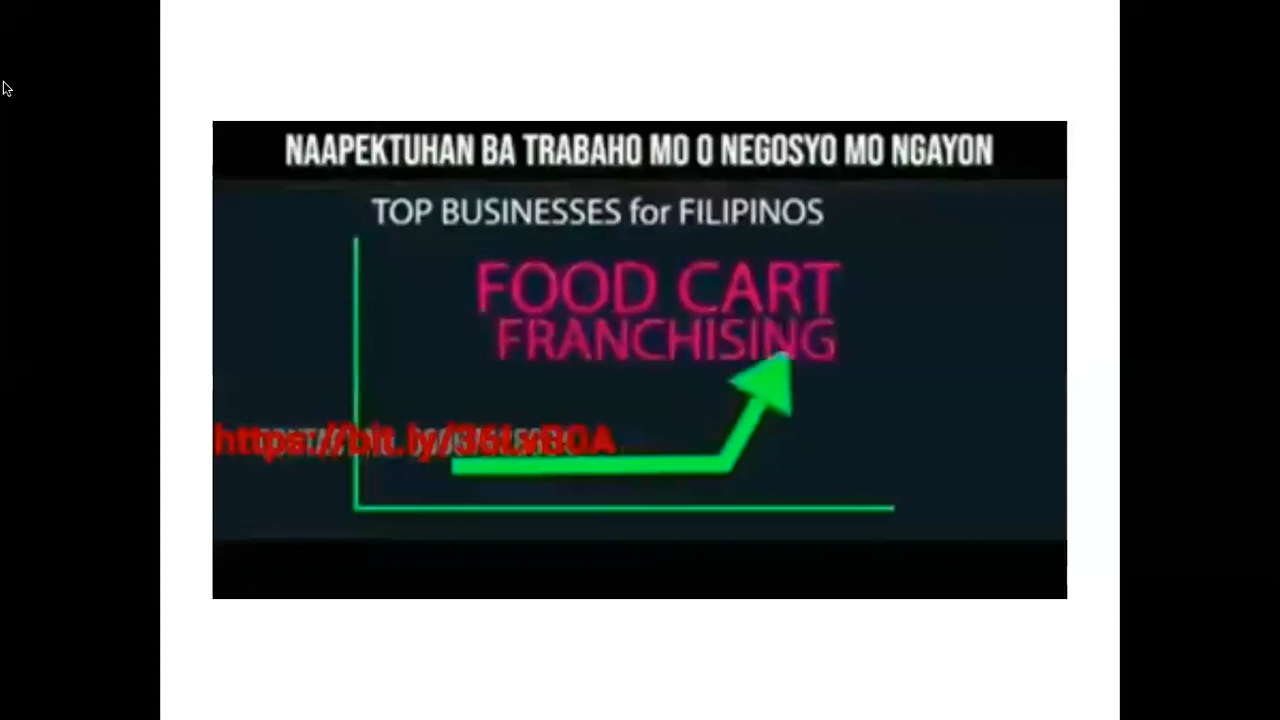 NAAPEKTUHAN BA TRABAHO MO O NEGOSYO MO NGAYON
TOP BUSINESSES for FILIPINOS
FOOD CART
FRANCHISING